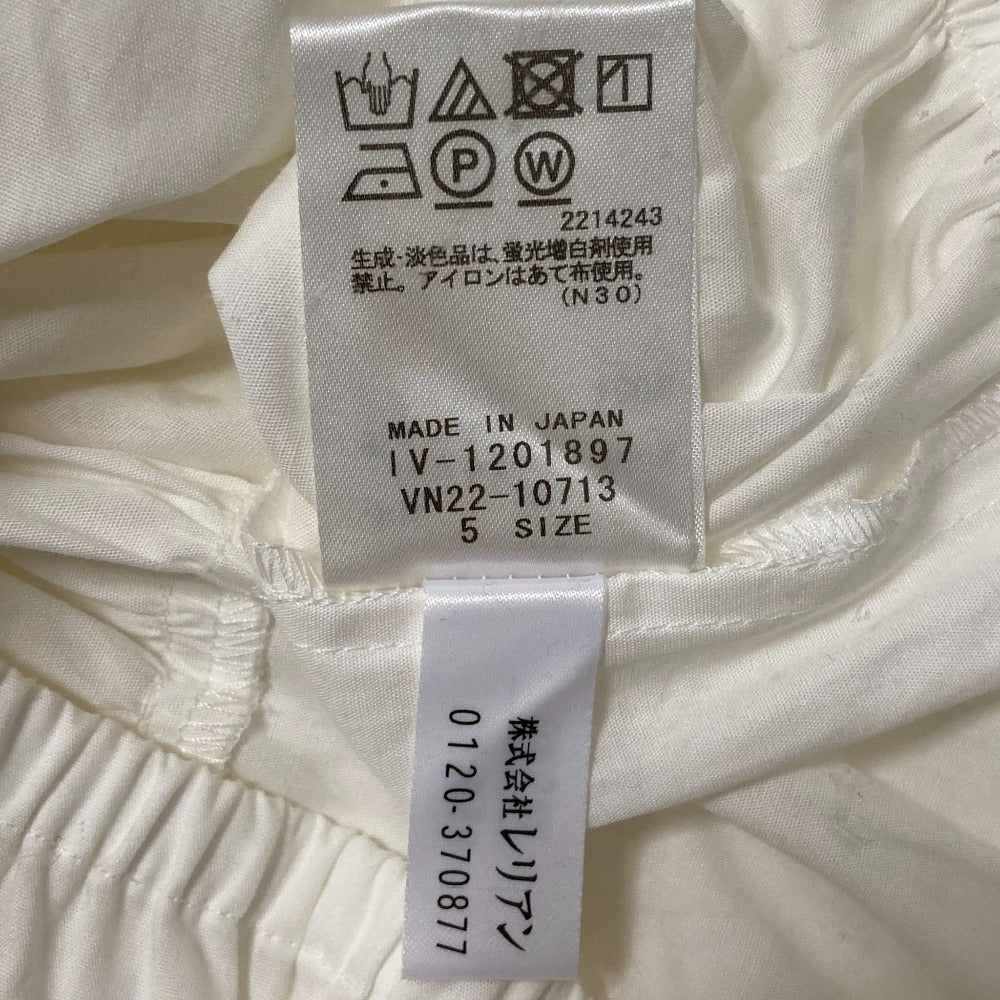 P W
2214243
生成・淡色品は、蛍光増白剤使用
禁止。アイロンはあて布使用。
(N30)
MADE IN JAPAN
IV-1201897
VN22-10713
5 SIZE
株式会社レリアン
0120-370877